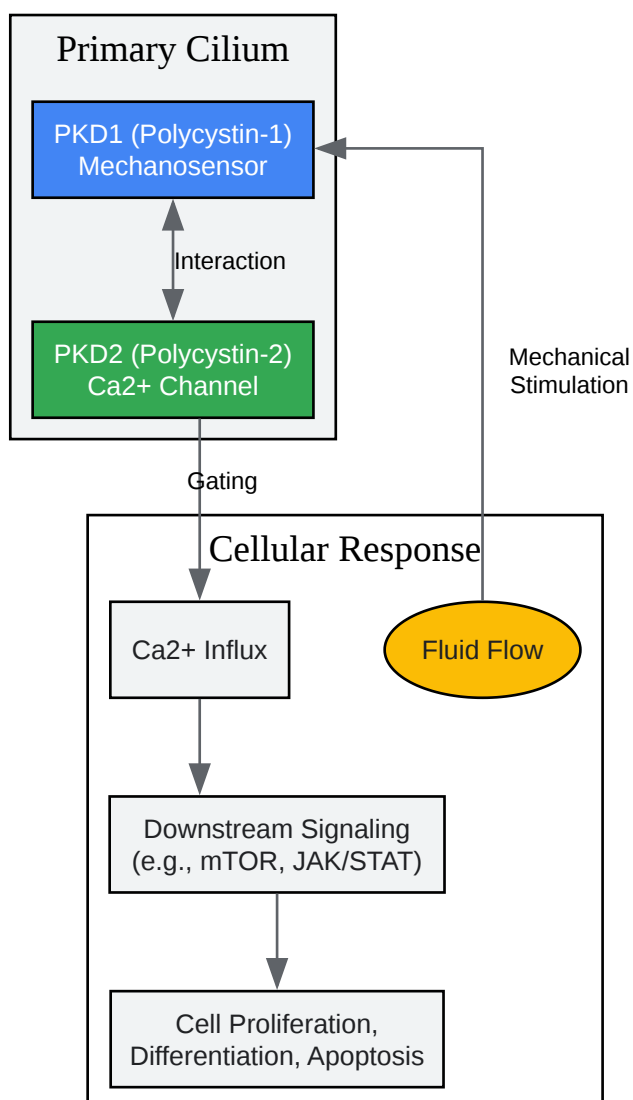 Primary Cilium
PKD1 (Polycystin-1)
Mechanosensor
Interaction
PKD2 (Polycystin-2)
Ca2+ Channel
Mechanical
Stimulation
Gating
Cellular Response
Ca2+ Influx
Fluid Flow
Downstream Signaling
(e.g., mTOR, JAK/STAT)
Cell Proliferation,
Differentiation, Apoptosis